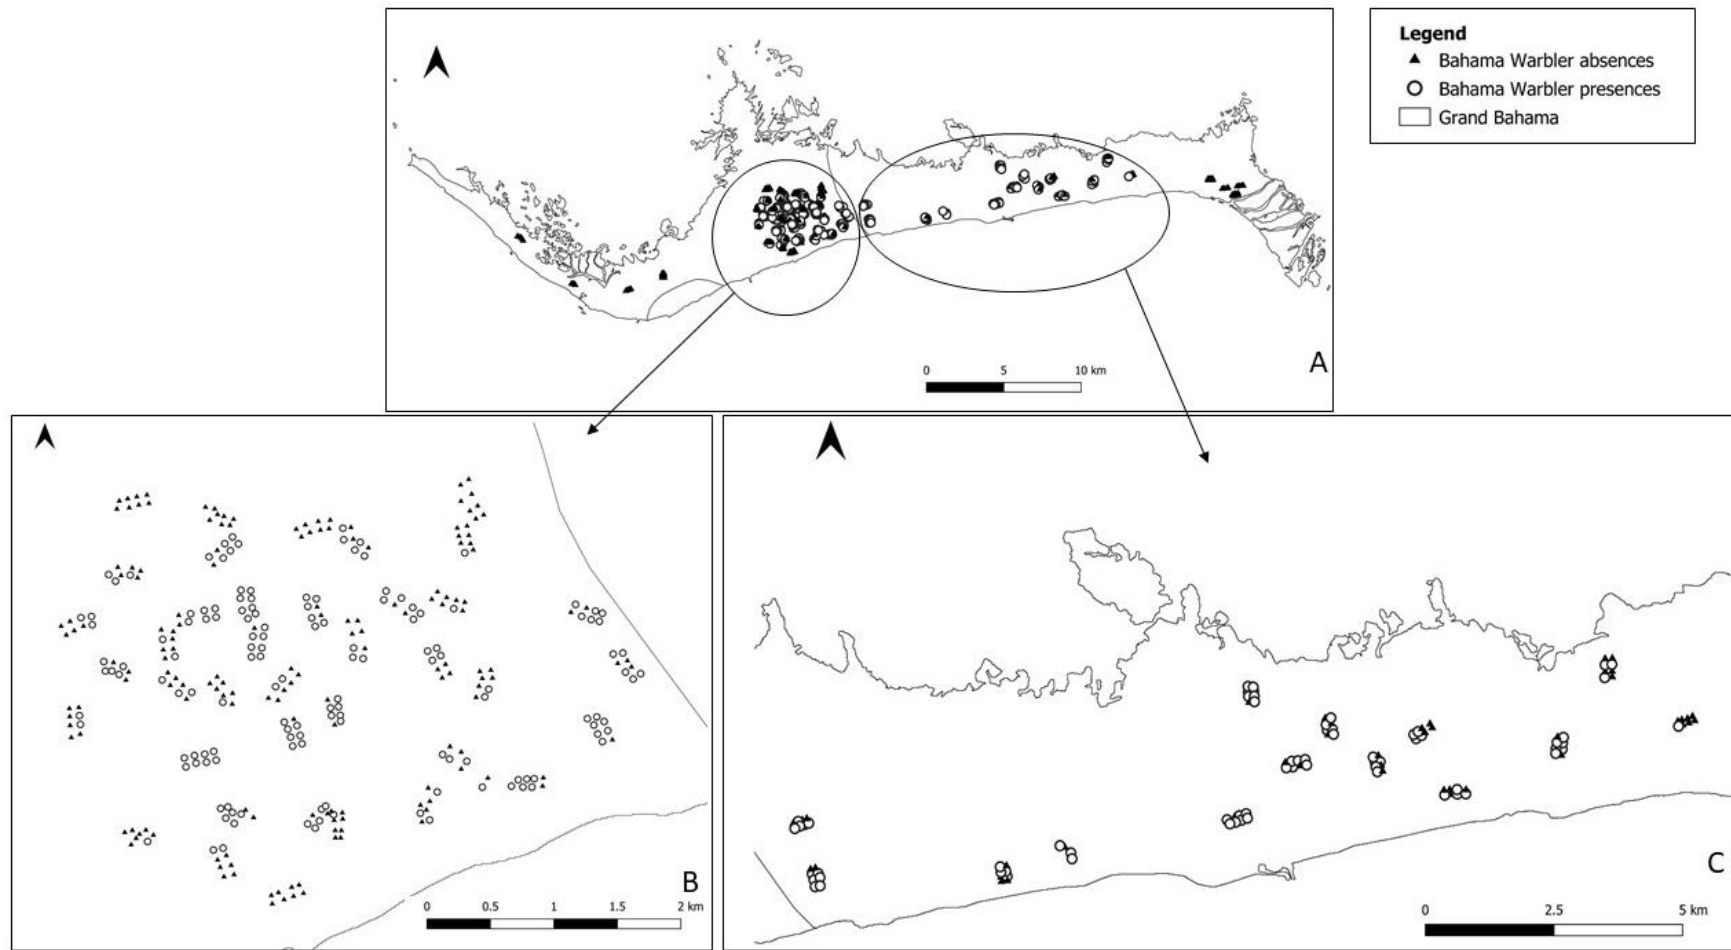 Legend
Bahama Warbler absences
Bahama Warbler presences
Grand Bahama
A
0 5 10 km
B
0 0.5 1 1.5 2 km
C
0 2.5 5 km